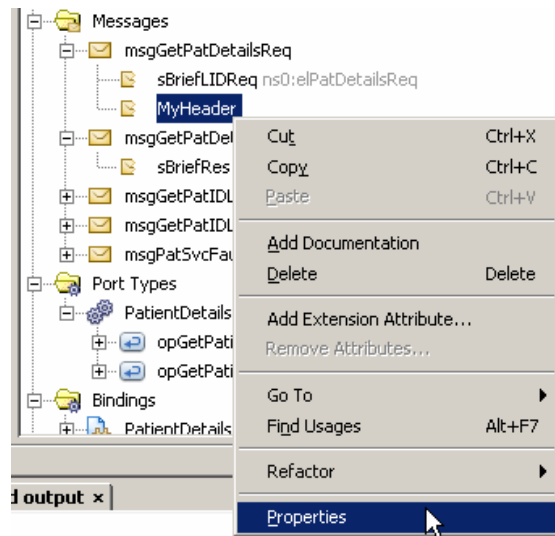 Messages
msgGetPatDetailsReq
sBriefLIDReq ns0:elPatDetailsReq
MyHeader
msgGetPatDet
sBriefRes
msgGetPatIDL
msgGetPatIDL
msgPatSvcFau
Port Types
PatientDetails
opGetPati
opGetPati
Bindings
PatientDetails
d output ×
Cut Ctrl+X
Copy Ctrl+C
Paste Ctrl+V
Add Documentation
Delete Delete
Add Extension Attribute...
Remove Attributes...
Go To
Find Usages Alt+F7
Refactor
Properties